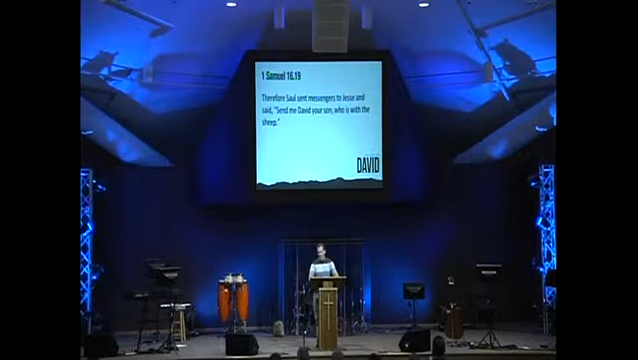 1 Samuel 16.19
Therefore Saul sent messengers to Jesse and
said, "Send me David your son, who is with the
sheep."
DAVID